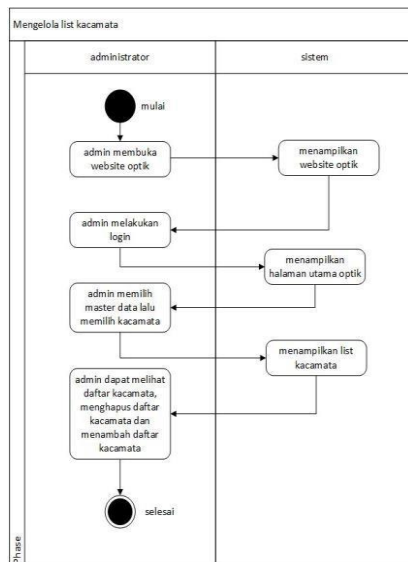 Mengelola list kacamata
administrator
sistem
mulai
admin membuka
website optik
menampilkan
website optik
admin melakukan
login
menampilkan
halaman utama optik
admin memilih
master data lalu
memilih kacamata
menampilkan list
kacamata
admin dapat melihat
daftar kacamata,
menghapus daftar
kacamata dan
menambah daftar
kacamata
selesai
Phase